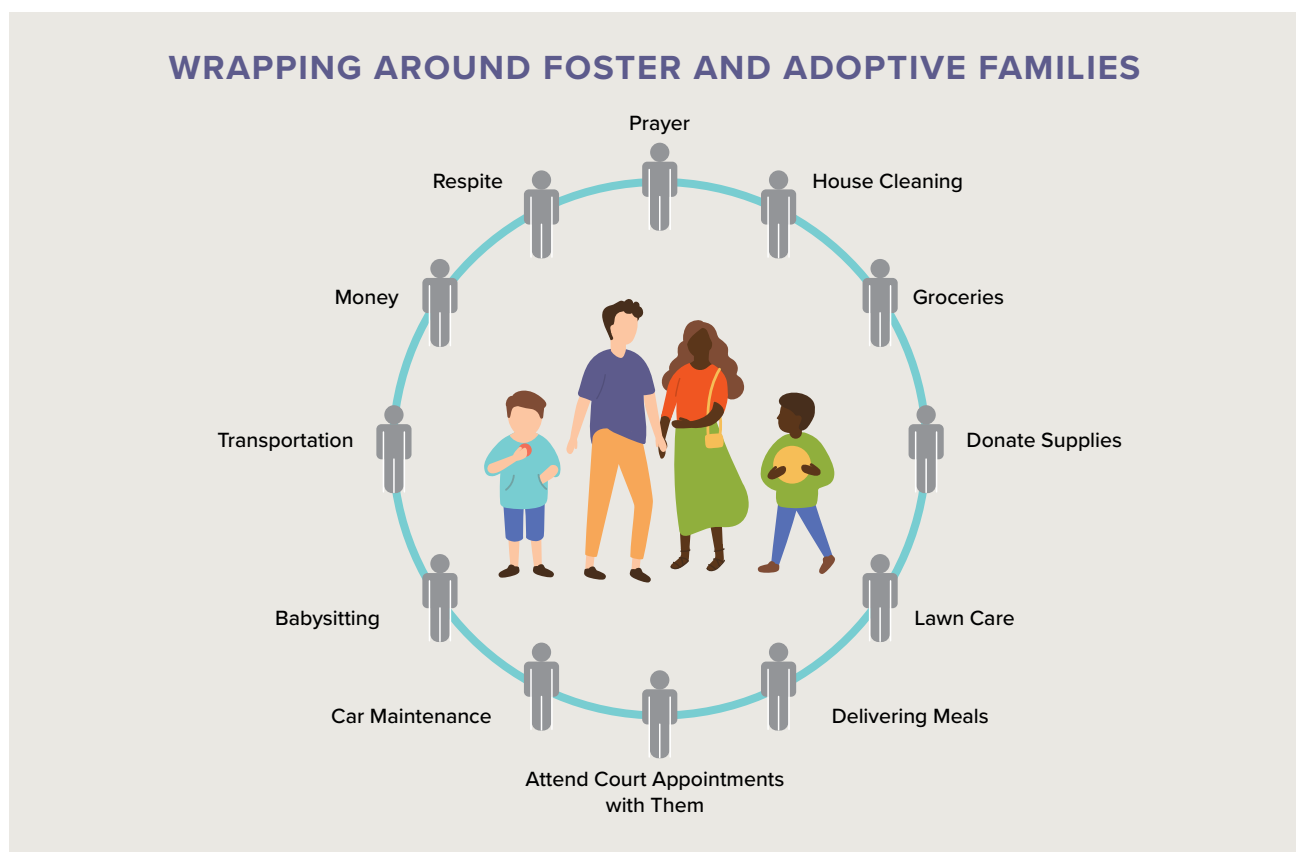 WRAPPING AROUND FOSTER AND ADOPTIVE FAMILIES
Prayer
Respite
House Cleaning
Money
Groceries
Transportation
Donate Supplies
Babysitting
Lawn Care
Car Maintenance
Delivering Meals
Attend Court Appointments
with Them